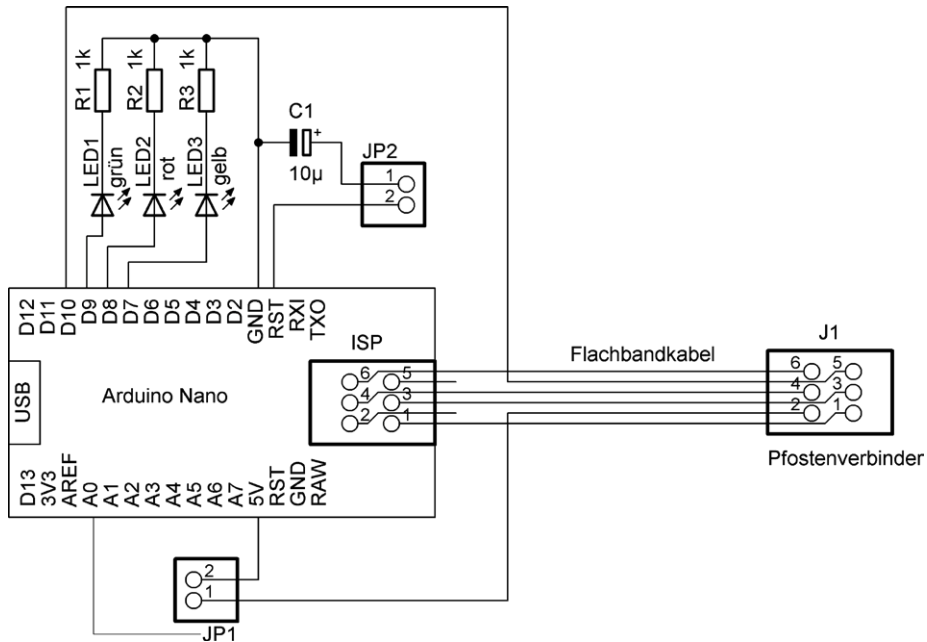 1k
1k
1k
R1
R2
R3
C1
+
10µ
LED1
grün
LED2
rot
LED3
gelb
JP2
1
2
D12
D11
D10
D9
D8
D7
D6
D5
D4
D3
D2
GND
RST
RXI
TXO
ISP
6
5
4
3
2
1
USB
Arduino Nano
Flachbandkabel
J1
6
5
4
3
2
1
Pfostenverbinder
D13
3V3
AREF
A0
A1
A2
A3
A4
A5
A6
A7
5V
RST
GND
RAW
2
1
JP1